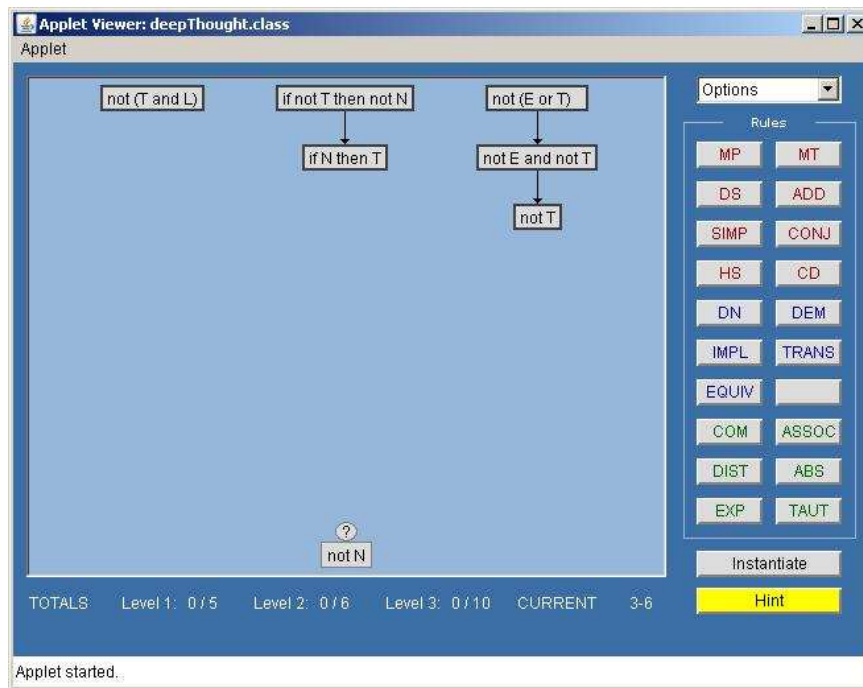 Applet Viewer: deepThought.class
Applet
not (T and L)
if not T then not N
not (E or T)
if N then T
not E and not T
not T
?
not N
Options
Rules
MP MT
DS ADD
SIMP CONJ
HS CD
DN DEM
IMPL TRANS
EQUIV
COM ASSOC
DIST ABS
EXP TAUT
Instantiate
Hint
TOTALS Level 1: 0 / 5 Level 2: 0 / 6 Level 3: 0 / 10 CURRENT 3-6
Applet started.